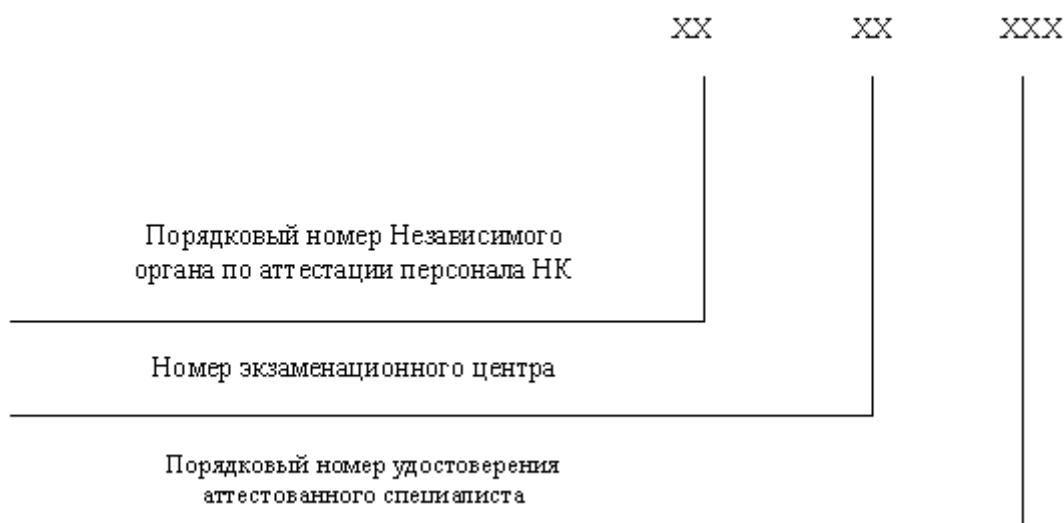 XX XX XXX
Порядковый номер Независимого
органа по аттестации персонала НК
Номер экзаменационного центра
Порядковый номер удостоверения
аттестованного специалиста